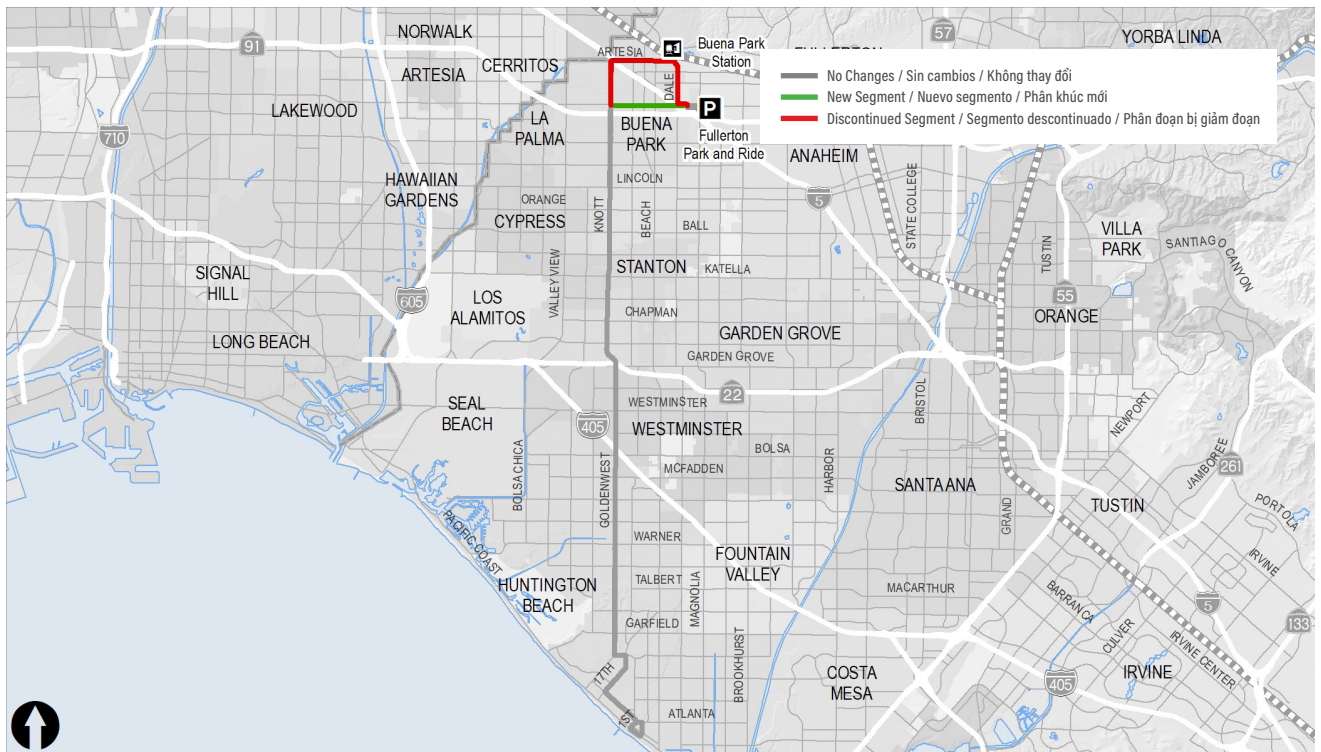 NORWALK
57
YORBA LINDA
91
ARTESIA
Buena Park
Station
CERRITOS
ARTESIA
DALE
No Changes / Sin cambios / Không thay đổi
New Segment / Nuevo segmento / Phân khúc mới
Discontinued Segment / Segmento descontinuado / Phân đoạn bị giảm đoạn
LAKEWOOD
P
LA
PALMA
BUENA
PARK
710
Fullerton
Park and Ride
ANAHEIM
LINCOLN
HAWAIIAN
GARDENS
ORANGE
CYPRESS
KNOTT
BEACH
BALL
5
STATE COLLEGE
VILLA
PARK
SANTIAGO CANYON
TUSTIN
SIGNAL
HILL
STANTON
KATELLA
VALLEY VIEW
605
LOS
ALAMITOS
55
ORANGE
CHAPMAN
LONG BEACH
GARDEN GROVE
GARDEN GROVE
22
SEAL
BEACH
WESTMINSTER
BRISTOL
NEWPORT
405
WESTMINSTER
BOLSA
MCFADDEN
BOLSA CHICA
GOLDENWEST
HARBOR
SANTA ANA
JAMBOREE
261
GRAND
TUSTIN
PORTOLA
PACIFIC COAST
WARNER
FOUNTAIN
VALLEY
IRVINE
TALBERT
MAGNOLIA
HUNTINGTON
BEACH
MACARTHUR
BARRANCA
5
GARFIELD
CULVER
133
BROOKHURST
IRVINE CENTER
17TH
COSTA
MESA
IRVINE
405
1ST
ATLANTA